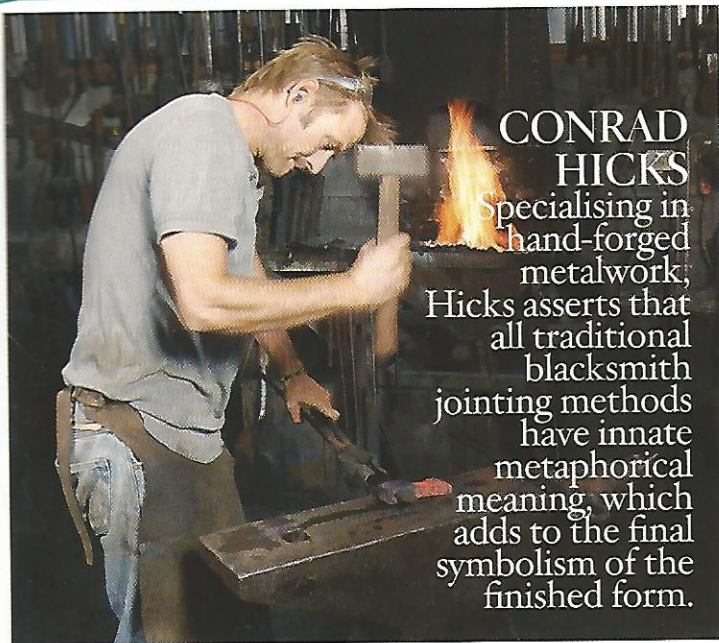 CONRAD
HICKS
Specialising in
hand-forged
metalwork,
Hicks asserts that
all traditional
blacksmith
jointing methods
have innate
metaphorical
meaning, which
adds to the final
symbolism of the
finished form.